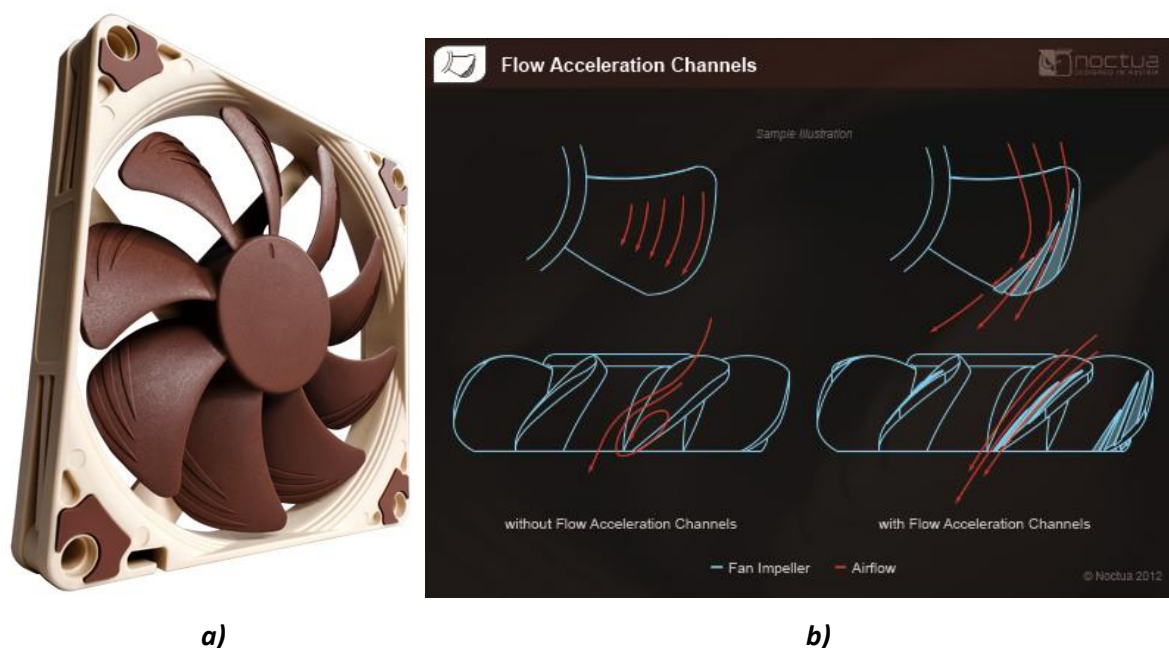 Flow Acceleration Channels
noctua
DESIGNED IN AUSTRIA
Sample Illustration
without Flow Acceleration Channels
with Flow Acceleration Channels
Fan Impeller
Airflow
© Noctua 2012
a)
b)